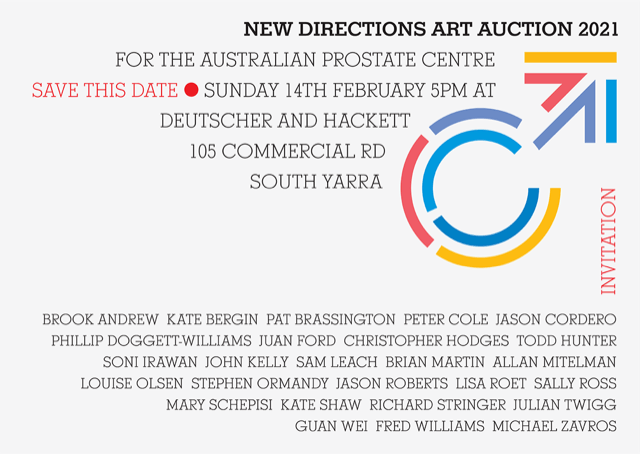 NEW DIRECTIONS ART AUCTION 2021
FOR THE AUSTRALIAN PROSTATE CENTRE
SAVE THIS DATE ● SUNDAY 14TH FEBRUARY 5PM AT
DEUTSCHER AND HACKETT
105 COMMERCIAL RD
SOUTH YARRA
INVITATION
BROOK ANDREW KATE BERGIN PAT BRASSINGTON PETER COLE JASON CORDERO
PHILLIP DOGGETT-WILLIAMS JUAN FORD CHRISTOPHER HODGES TODD HUNTER
SONI IRAWAN JOHN KELLY SAM LEACH BRIAN MARTIN ALLAN MITELMAN
LOUISE OLSEN STEPHEN ORMANDY JASON ROBERTS LISA ROET SALLY ROSS
MARY SCHEPISI KATE SHAW RICHARD STRINGER JULIAN TWIGG
GUAN WEI FRED WILLIAMS MICHAEL ZAVROS